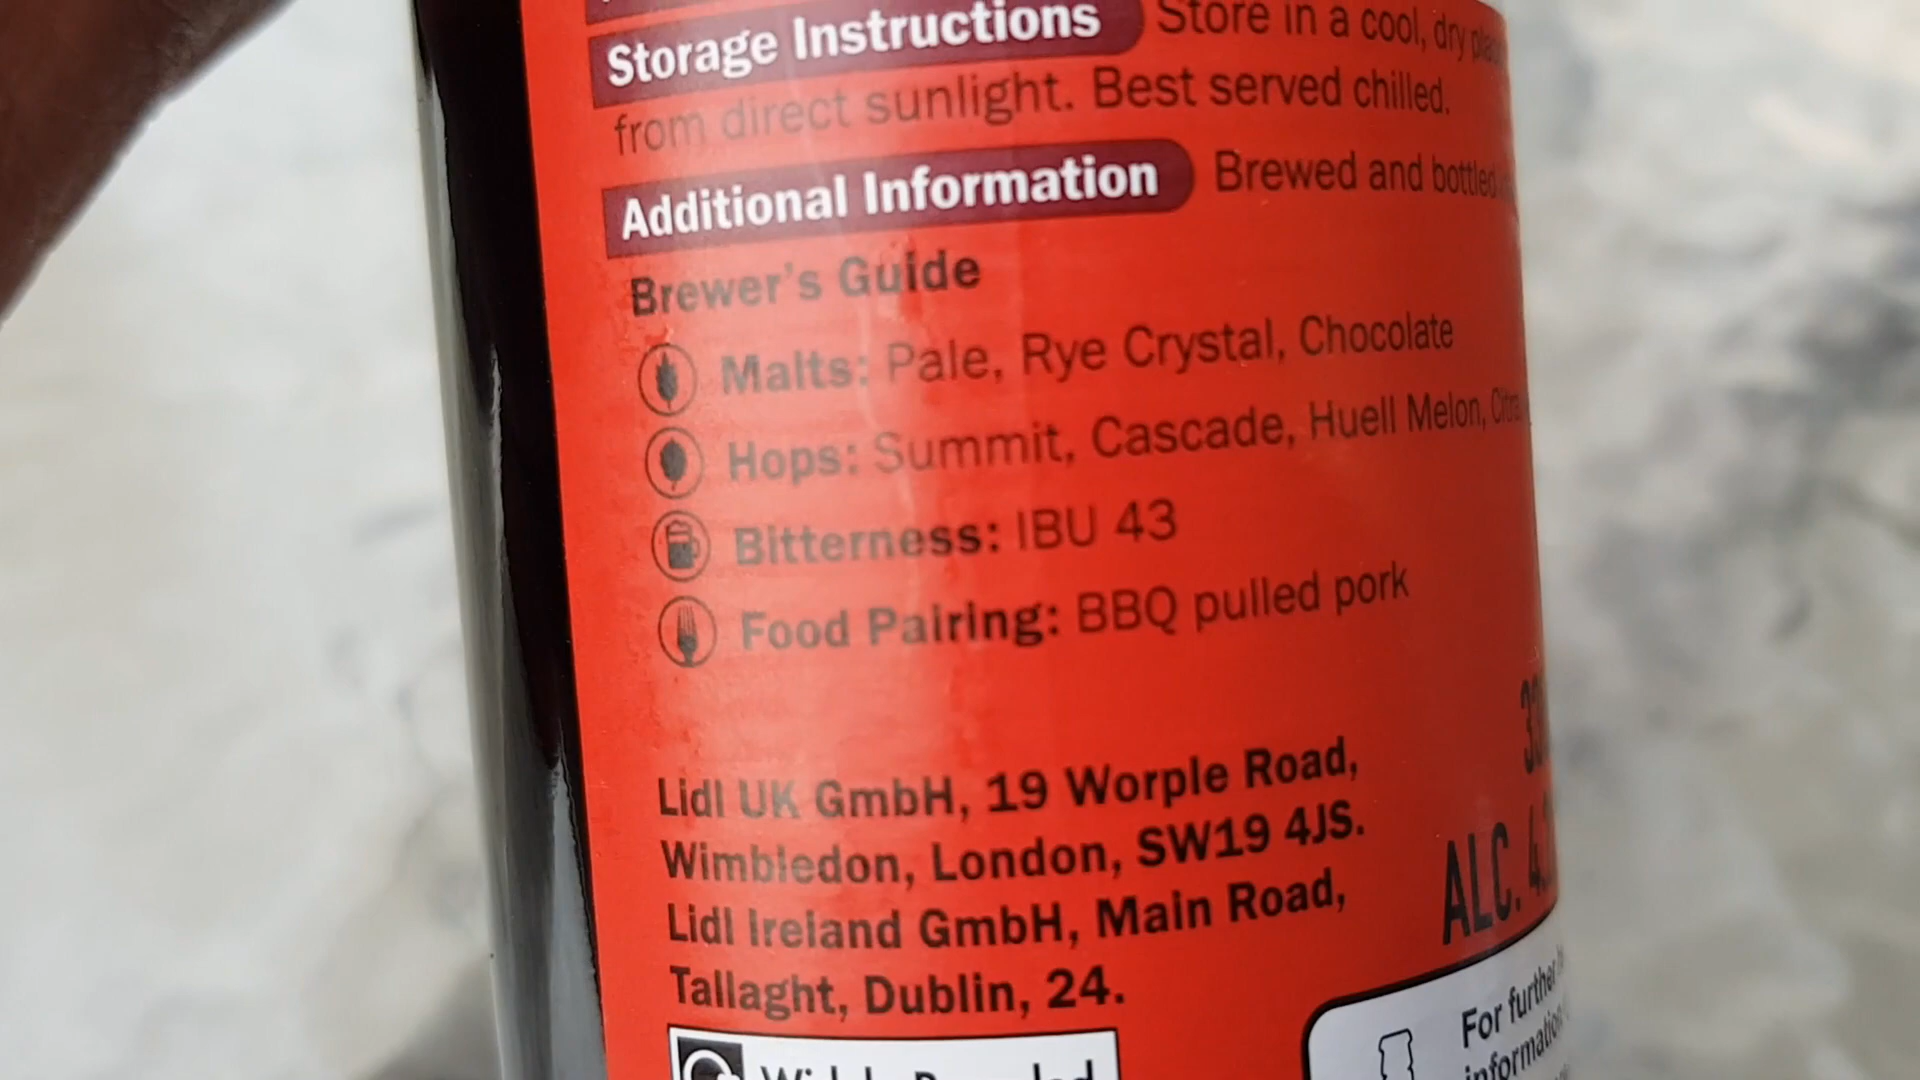 Storage Instructions Store in a cool, dry place
from direct sunlight. Best served chilled.
Additional Information Brewed and bottled
Brewer's Guide
Malts: Pale, Rye Crystal, Chocolate
Hops: Summit, Cascade, Huell Melon, Citra
Bitterness: IBU 43
Food Pairing: BBQ pulled pork
Lidl UK GmbH, 19 Worple Road,
Wimbledon, London, SW19 4JS.
Lidl Ireland GmbH, Main Road,
Tallaght, Dublin, 24.
ALC. 4.
For further
information